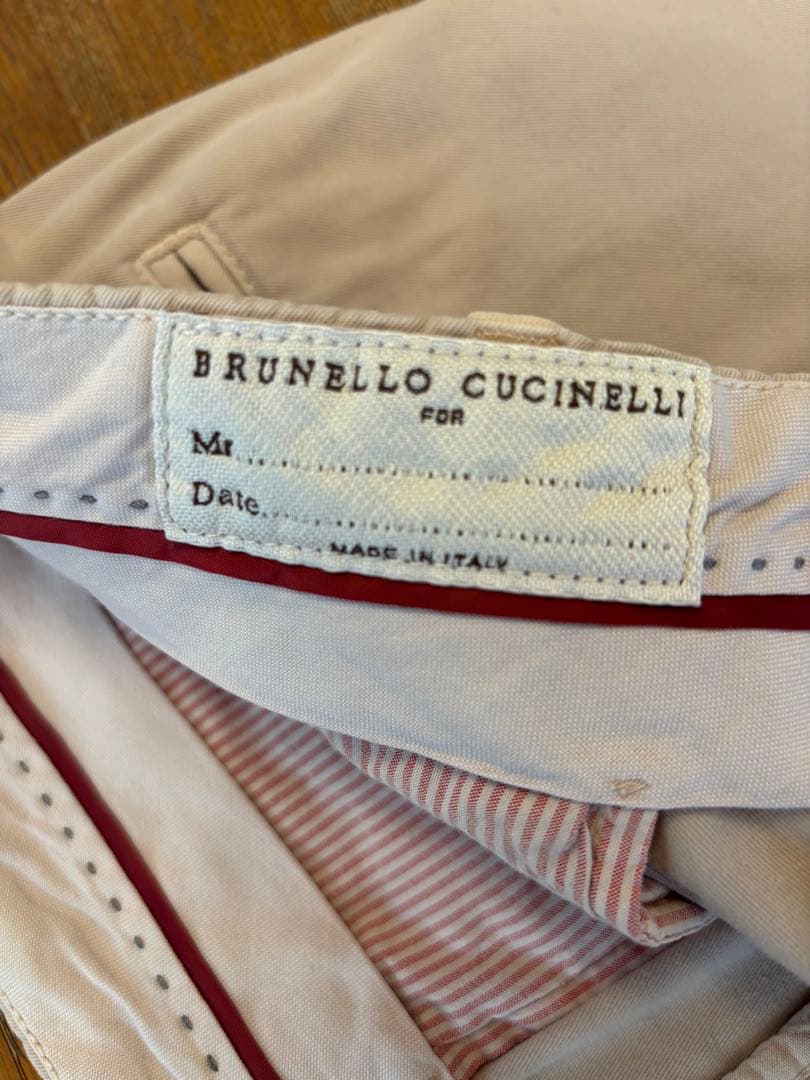 BRUNELLO CUCINELLI
FOR
Mr....................................................
Date.................................................
MADE IN ITALY